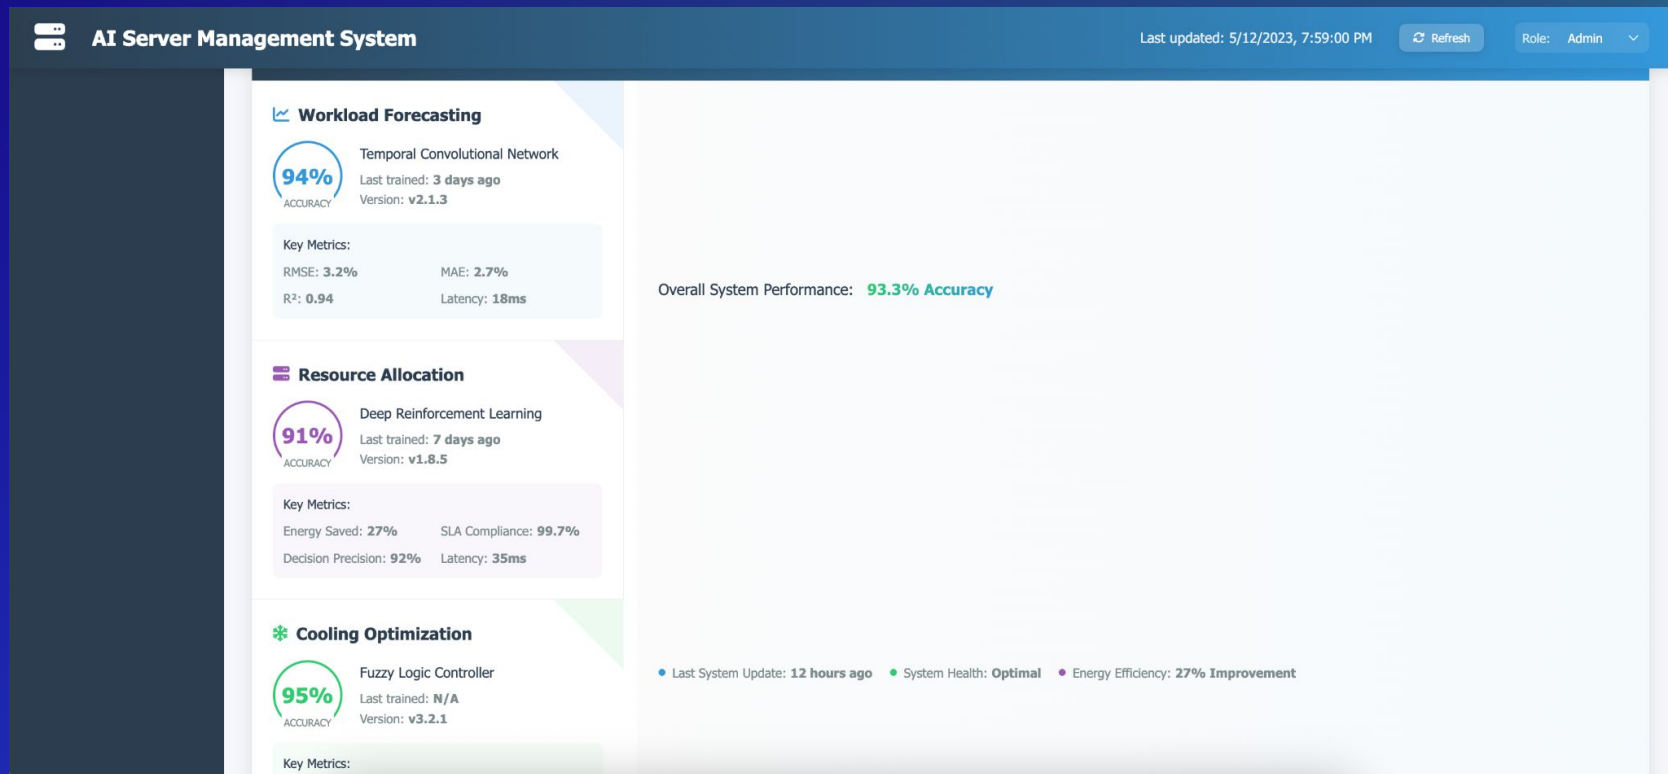 AI Server Management System
Last updated: 5/12/2023, 7:59:00 PM
Refresh
Role: Admin
Workload Forecasting
94%
ACCURACY
Temporal Convolutional Network
Last trained: 3 days ago
Version: v2.1.3
Key Metrics:
RMSE: 3.2% MAE: 2.7%
R²: 0.94 Latency: 18ms
Resource Allocation
91%
ACCURACY
Deep Reinforcement Learning
Last trained: 7 days ago
Version: v1.8.5
Key Metrics:
Energy Saved: 27% SLA Compliance: 99.7%
Decision Precision: 92% Latency: 35ms
Cooling Optimization
95%
ACCURACY
Fuzzy Logic Controller
Last trained: N/A
Version: v3.2.1
Key Metrics:
Overall System Performance: 93.3% Accuracy
Last System Update: 12 hours ago System Health: Optimal Energy Efficiency: 27% Improvement